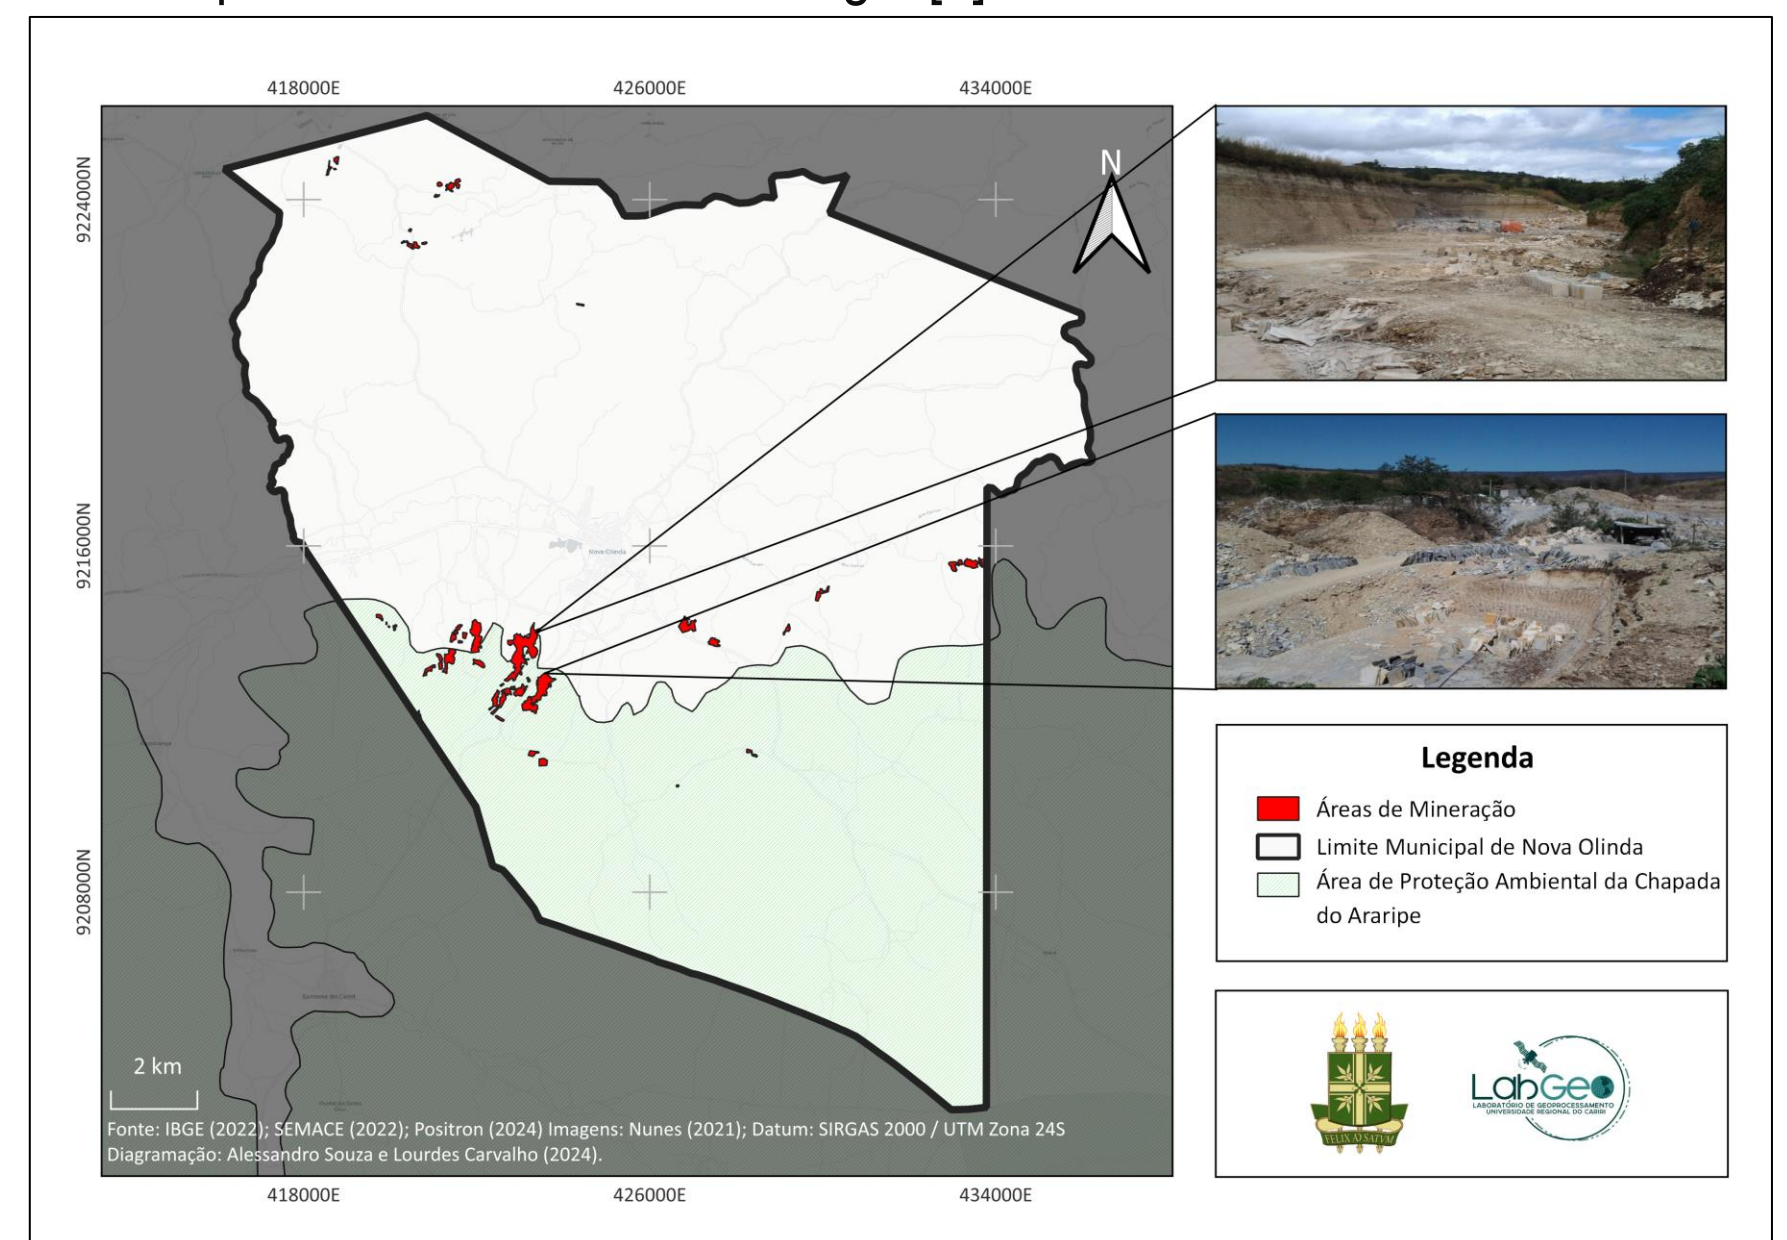 418000E
426000E
434000E
9224000N
9216000N
9208000N
N
Nova Olinda
Santana do Cariri
2 km
Fonte: IBGE (2022); SEMACE (2022); Positron (2024) Imagens: Nunes (2021); Datum: SIRGAS 2000 / UTM Zona 24S
Diagramação: Alessandro Souza e Lourdes Carvalho (2024).
418000E
426000E
434000E
Legenda
Áreas de Mineração
Limite Municipal de Nova Olinda
Área de Proteção Ambiental da Chapada
do Araripe
LabGeo
LABORATÓRIO DE GEOPROCESSAMENTO
UNIVERSIDADE REGIONAL DO CARIRI